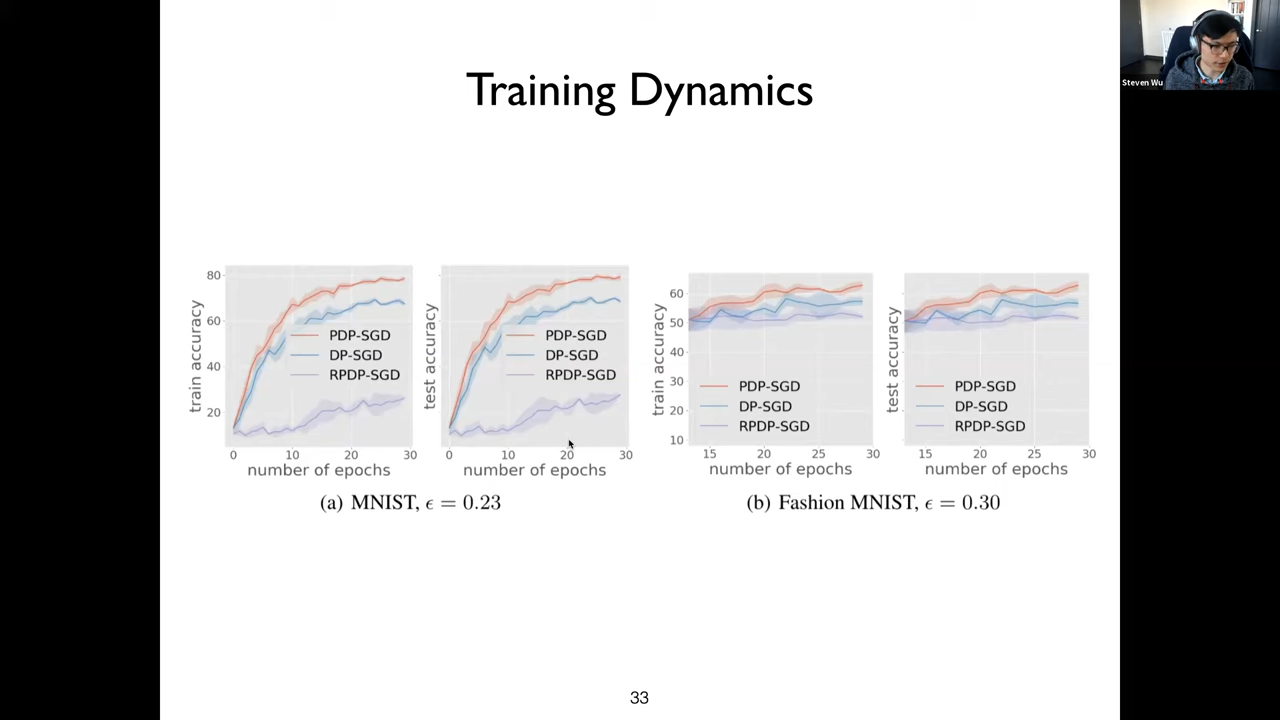 Steven Wu
Training Dynamics
80
60
40
20
train accuracy
PDP-SGD
DP-SGD
RPDP-SGD
0 10 20 30
number of epochs
test accuracy
PDP-SGD
DP-SGD
RPDP-SGD
0 10 20 30
number of epochs
(a) MNIST, ϵ = 0.23
60
50
40
30
20
10
train accuracy
PDP-SGD
DP-SGD
RPDP-SGD
15 20 25 30
number of epochs
test accuracy
PDP-SGD
DP-SGD
RPDP-SGD
15 20 25 30
number of epochs
(b) Fashion MNIST, ϵ = 0.30
33